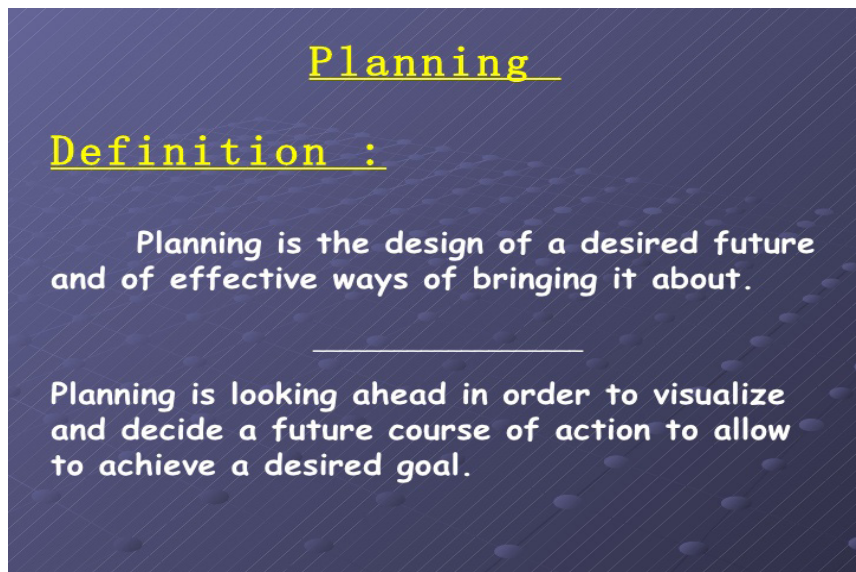 Planning
Definition :
Planning is the design of a desired future
and of effective ways of bringing it about.
Planning is looking ahead in order to visualize
and decide a future course of action to allow
to achieve a desired goal.